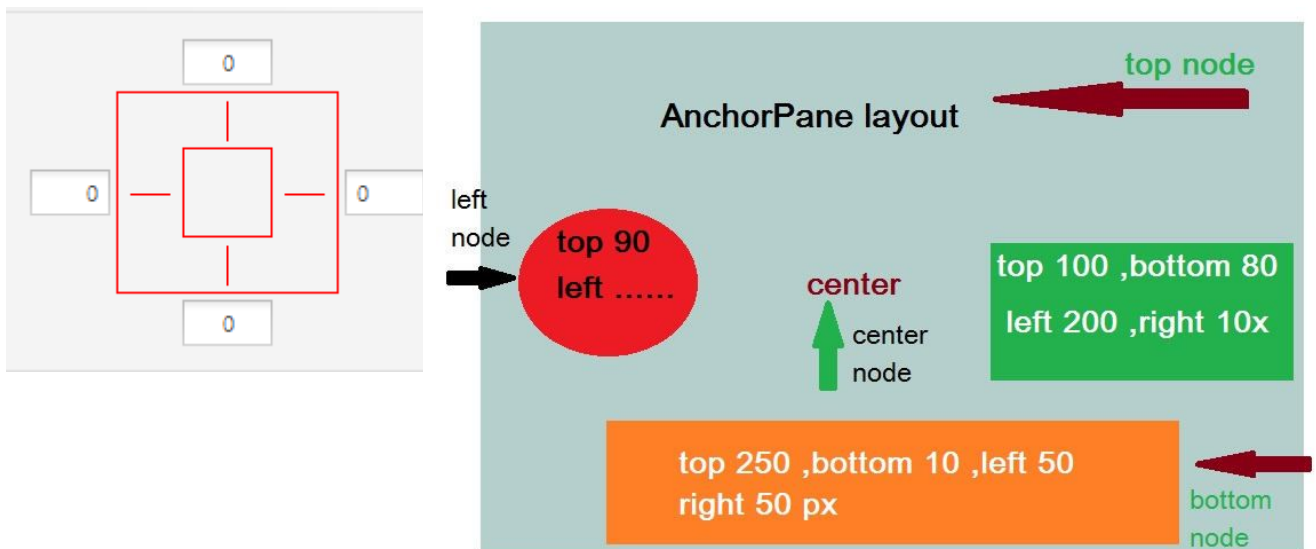 0
0
0
0
top node
AnchorPane layout
left
node
top 90
left ......
center
center
node
top 100 ,bottom 80
left 200 ,right 10x
top 250 ,bottom 10 ,left 50
right 50 px
bottom
node